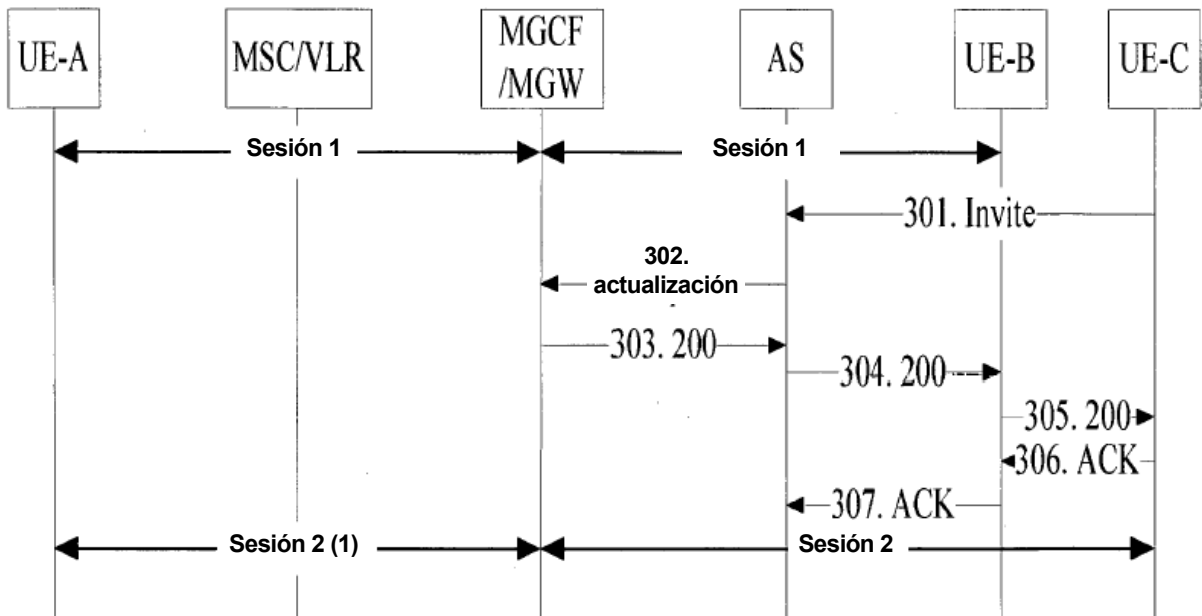 UE-A
MSC/VLR
MGCF
/MGW
AS
UE-B
UE-C
Sesión 1
Sesión 1
301. Invite
302.
actualización
303. 200
304. 200
305. 200
306. ACK
307. ACK
Sesión 2 (1)
Sesión 2